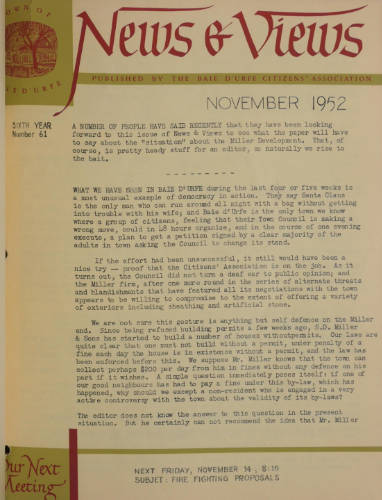 TOWN OF
BAIE D'URFE
News & Views
PUBLISHED BY THE BAIE D'URFE CITIZENS' ASSOCIATION
NOVEMBER 1952
SIXTH YEAR
Number 61
A NUMBER OF PEOPLE HAVE SAID RECENTLY that they have been looking
forward to this issue of News & Views to see what the paper will have
to say about the "situation" about the Miller Development. That, of
course, is pretty heady stuff for an editor, so naturally we rise to
the bait.
- - - - - - - - -
WHAT WE HAVE SEEN IN BAIE D'URFE during the last four or five weeks is
a most unusual example of democracy in action. They say Santa Claus
is the only man who can run around all night with a bag without getting
into trouble with his wife; and Baie d'Urfe is the only town we know
where a group of citizens, feeling that their Town Council is making a
wrong move, could in 48 hours organize, and in the course of one evening
execute, a plan to get a petition signed by a clear majority of the
adults in town asking the Council to change its stand.
If the effort had been unsuccessful, it still would have been a
nice try -- proof that the Citizens' Association is on the job. As it
turns out, the Council did not turn a deaf ear to public opinion; and
the Miller firm, after one more round in the series of alternate threats
and blandishments that have featured all its negotiations with the town
appears to be willing to compromise to the extent of offering a variety
of exteriors including sheathing and artificial stone.
We are not sure this gesture is anything but self defence on the Miller
end. Since being refused building permits a few weeks ago, S.D. Miller
& Sons has started to build a number of houses without permits. Our laws are
quite clear that one must not build without a permit, under penalty of a
fine each day the house is in existence without a permit, and the law has
been enforced before this. We suppose Mr. Miller knows that the town can
collect perhaps $200 per day from him in fines without any defence on his
part if it wishes. A simple question immediately poses itself: if one of
our good neighbours has had to pay a fine under this by-law, which has
happened, why should we except a non-resident who is engaged in a very
active controversy with the town about the validity of its by-laws?
The editor does not know the answer to this question in the present
situation. But he certainly can not recommend the idea that Mr. Miller
Our Next
Meeting
NEXT FRIDAY, NOVEMBER 14, 8:15
SUBJET: FIRE FIGHTING PROPOSALS